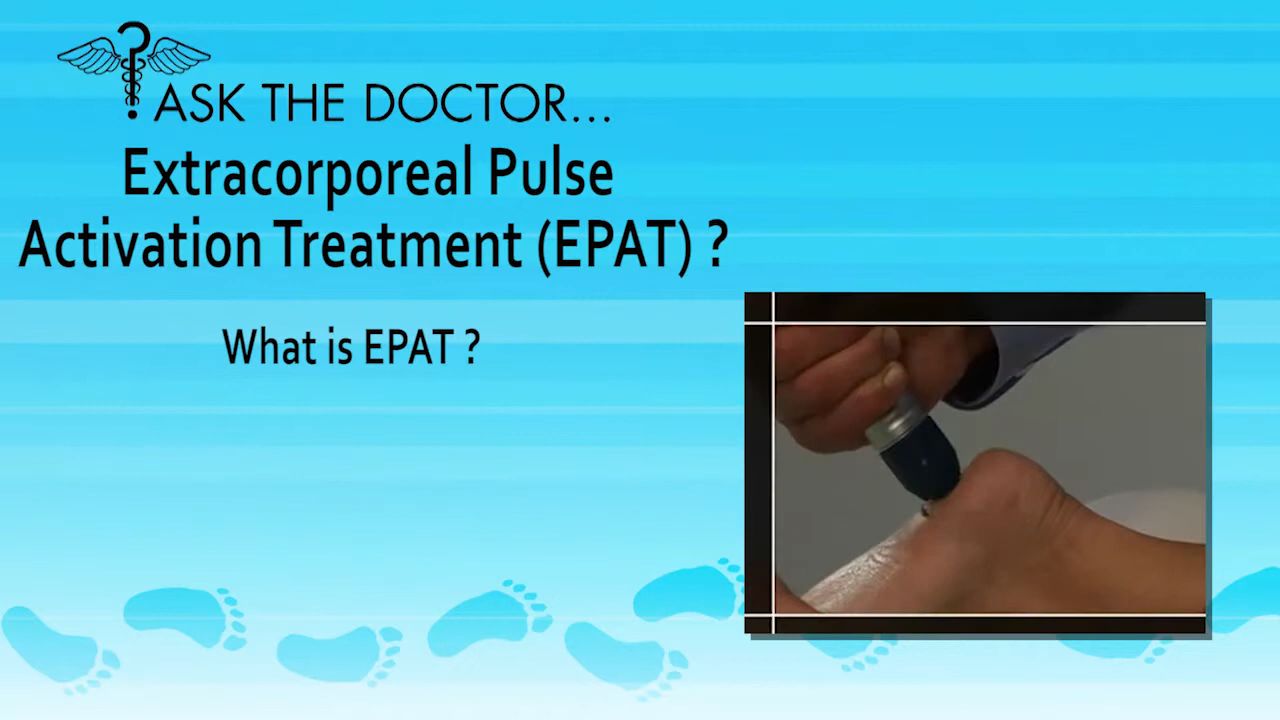 ASK THE DOCTOR...
Extracorporeal Pulse
Activation Treatment (EPAT) ?
What is EPAT ?